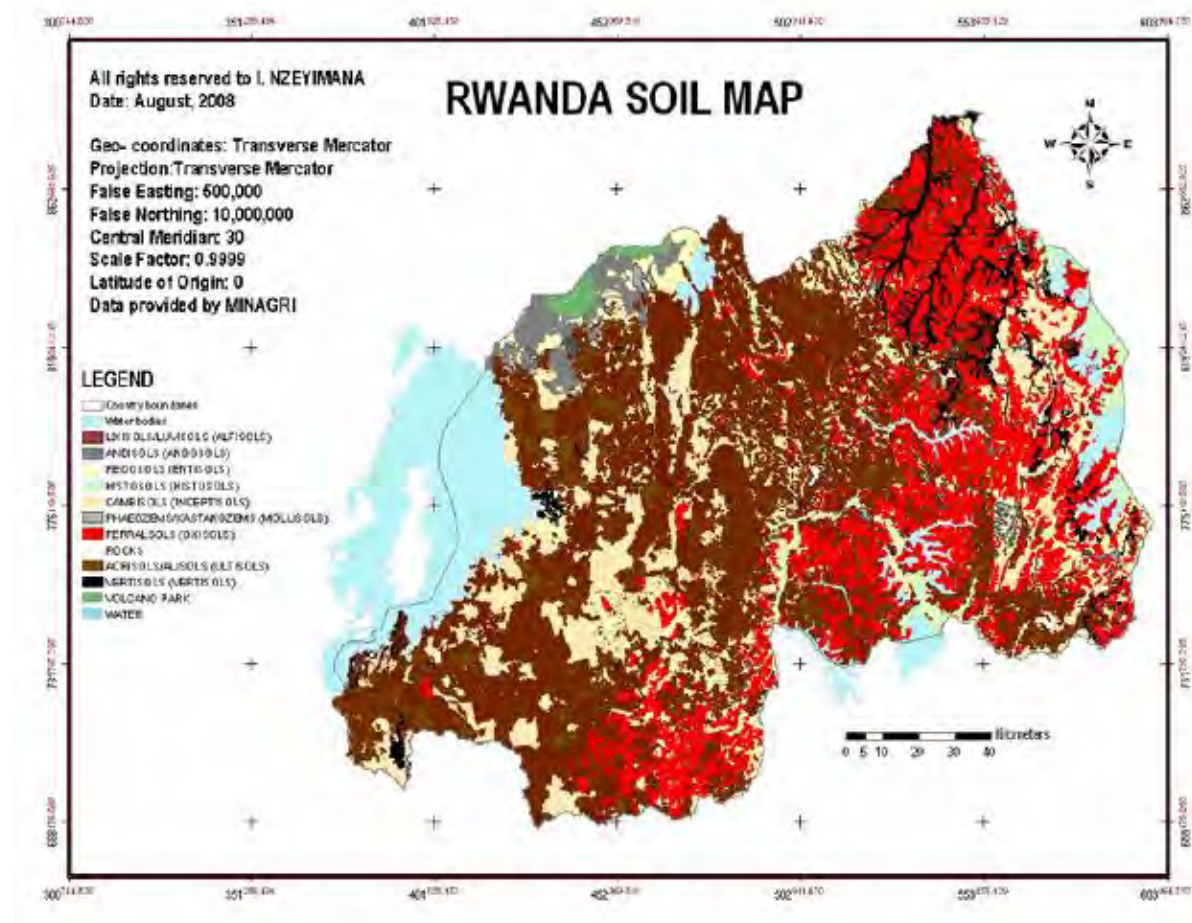 All rights reserved to I. NZEYIMANA
Date: August, 2008
RWANDA SOIL MAP
Geo- coordinates: Transverse Mercator
Projection:Transverse Mercator
False Easting: 500,000
False Northing: 10,000,000
Central Meridian: 30
Scale Factor: 0.9999
Latitude of Origin: 0
Data provided by MINAGRI
N
W
E
S
LEGEND
Country boundaries
Water bodies
LIXISOLS/LUVISOLS (ALFISOLS)
ANDISOLS (ANDOSOLS)
REGOSOLS (ENTISOLS)
HISTOSOLS (HISTOSOLS)
CAMBISOLS (INCEPTISOLS)
PHAEOZEMS/KASTANOZEMS (MOLLISOLS)
FERRALSOLS (OXISOLS)
ROCKS
ACRISOLS/ALISOLS (ULTISOLS)
VERTISOLS (VERTISOLS)
VOLCANO PARK
WATER
Kilometers
0 5 10 20 30 40